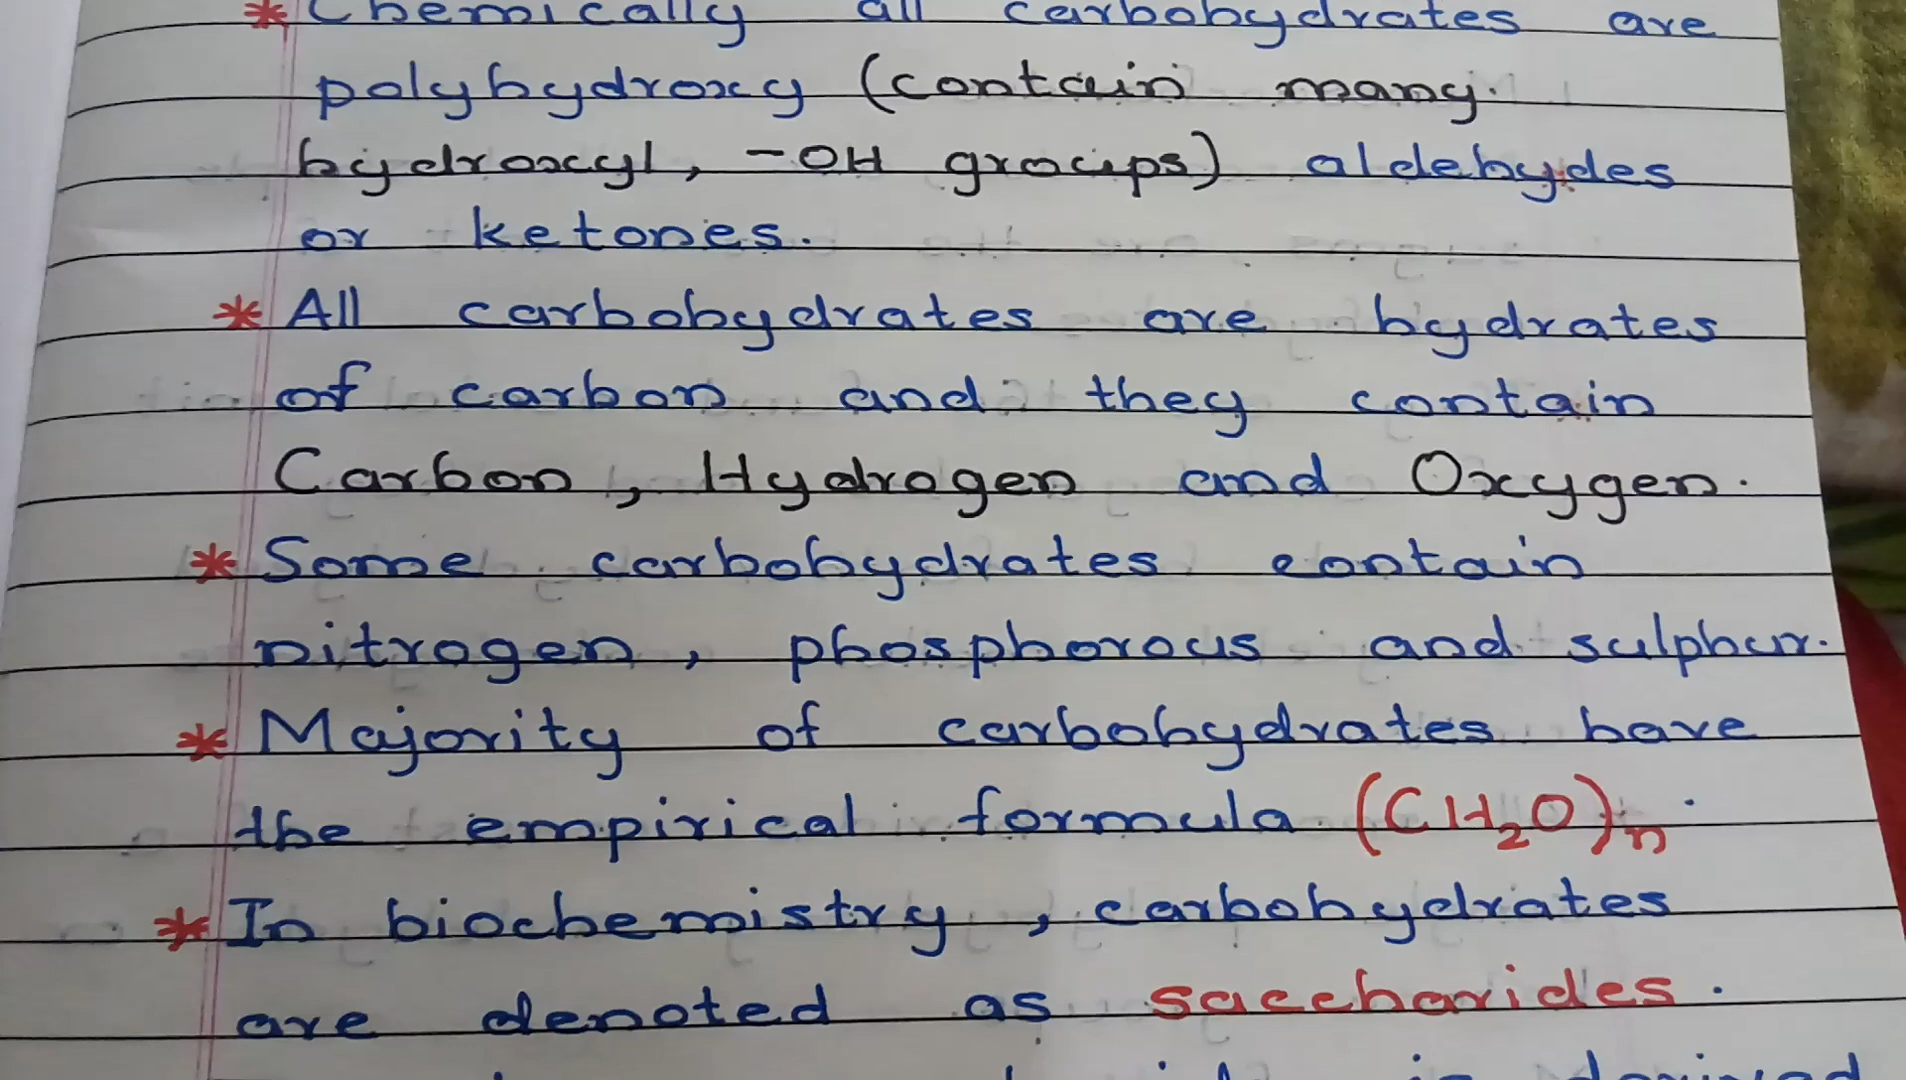 * Chemically all carbohydrates are
polyhydroxy (contain many
hydroxyl, -OH groups) aldehydes
or ketones.
* All carbohydrates are hydrates
of carbon and they contain
Carbon, Hydrogen and Oxygen.
* Some carbohydrates contain
nitrogen, phosphorous and sulphur.
* Majority of carbohydrates have
the empirical formula (CH₂O)ₙ.
* In biochemistry, carbohydrates
are denoted as saccharides.
is derived